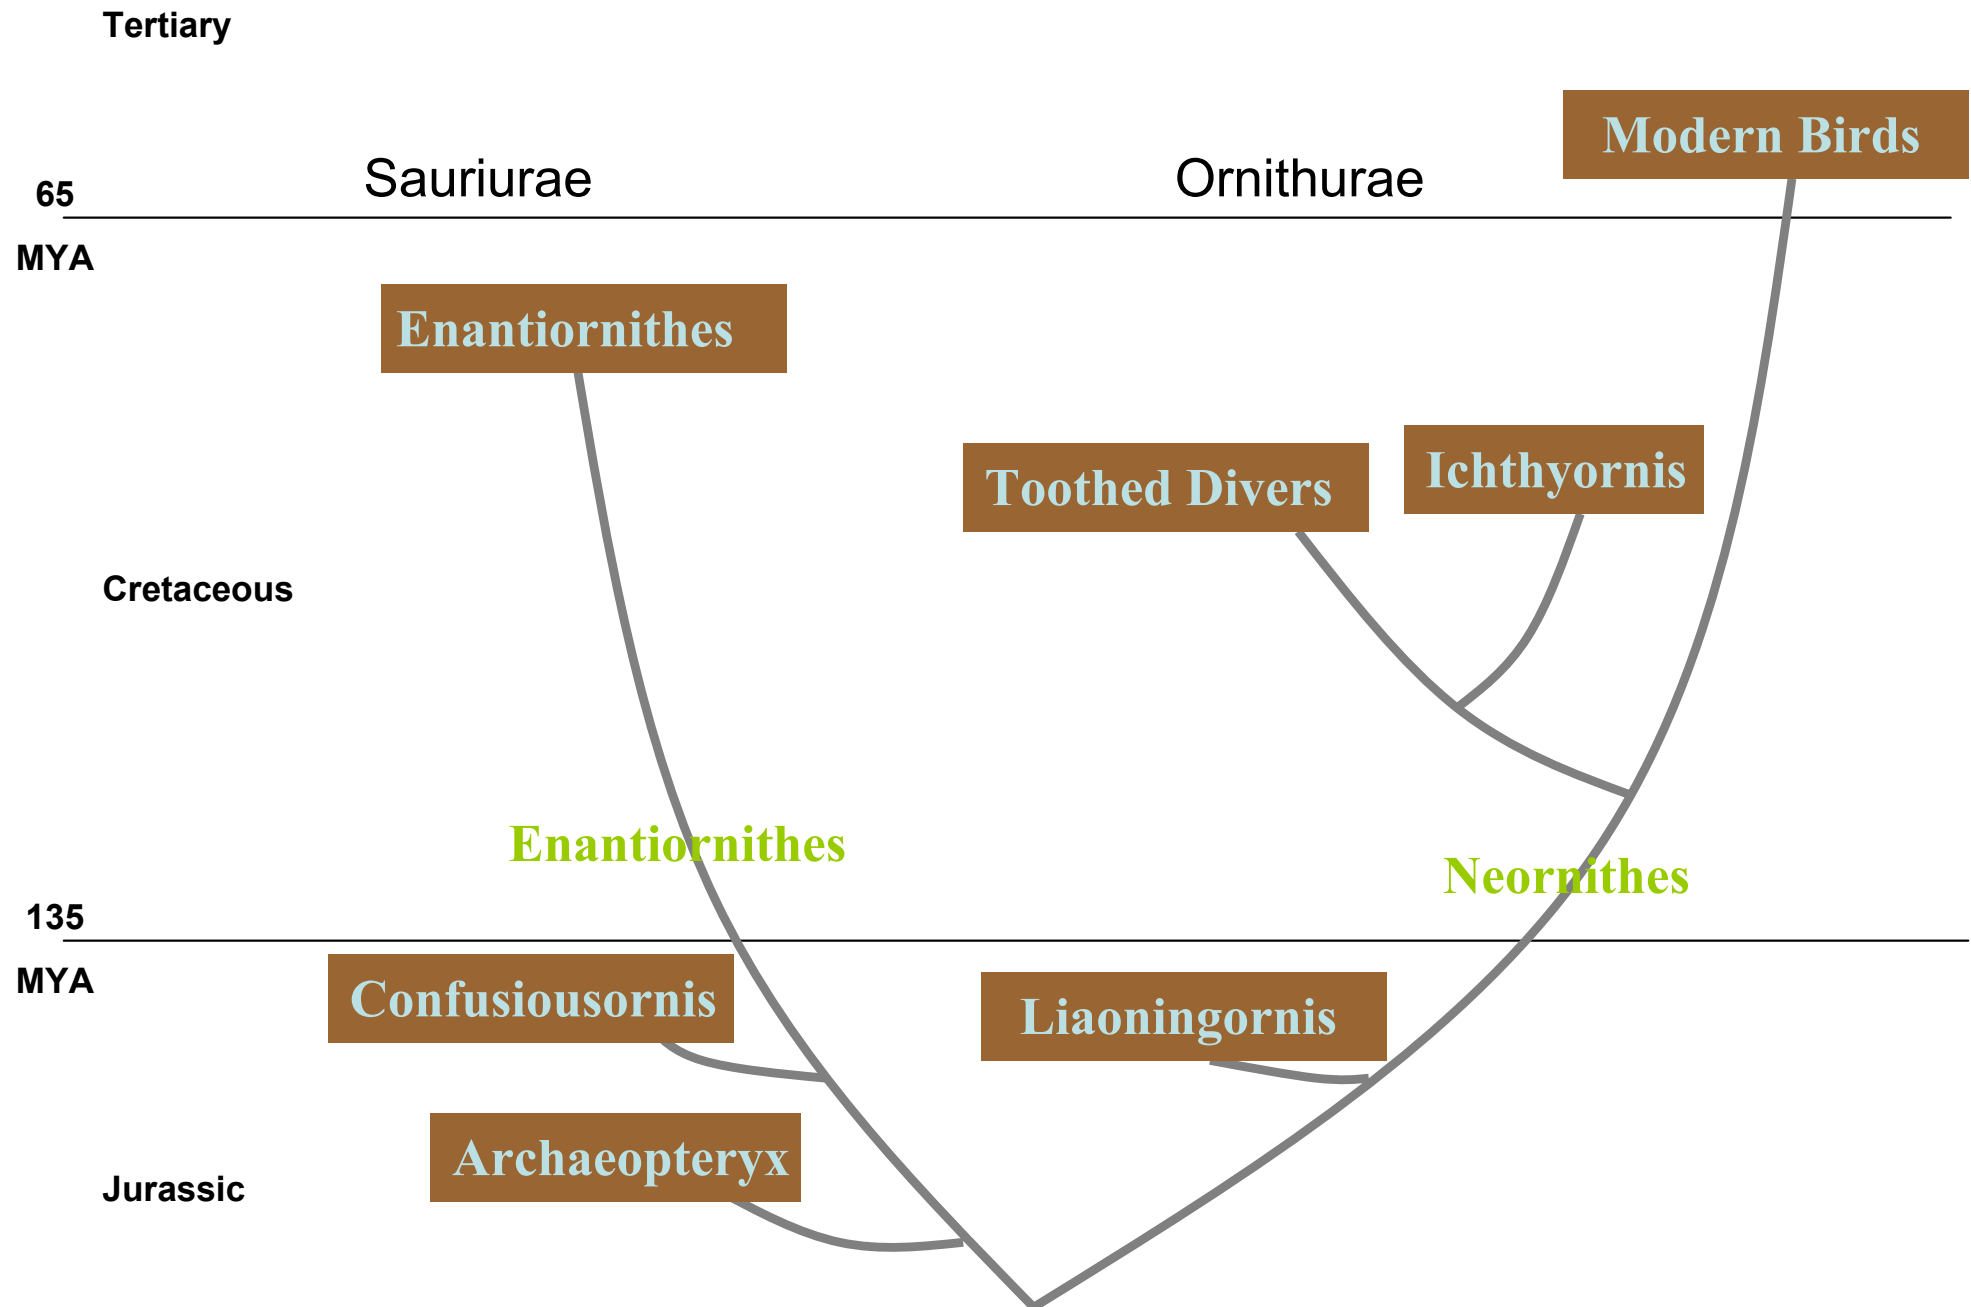 Tertiary
Modern Birds
Sauriurae
Ornithurae
65
MYA
Enantiornithes
Ichthyornis
Toothed Divers
Cretaceous
Enantiornithes
Neornithes
135
MYA
Confusiousornis
Liaoningornis
Archaeopteryx
Jurassic